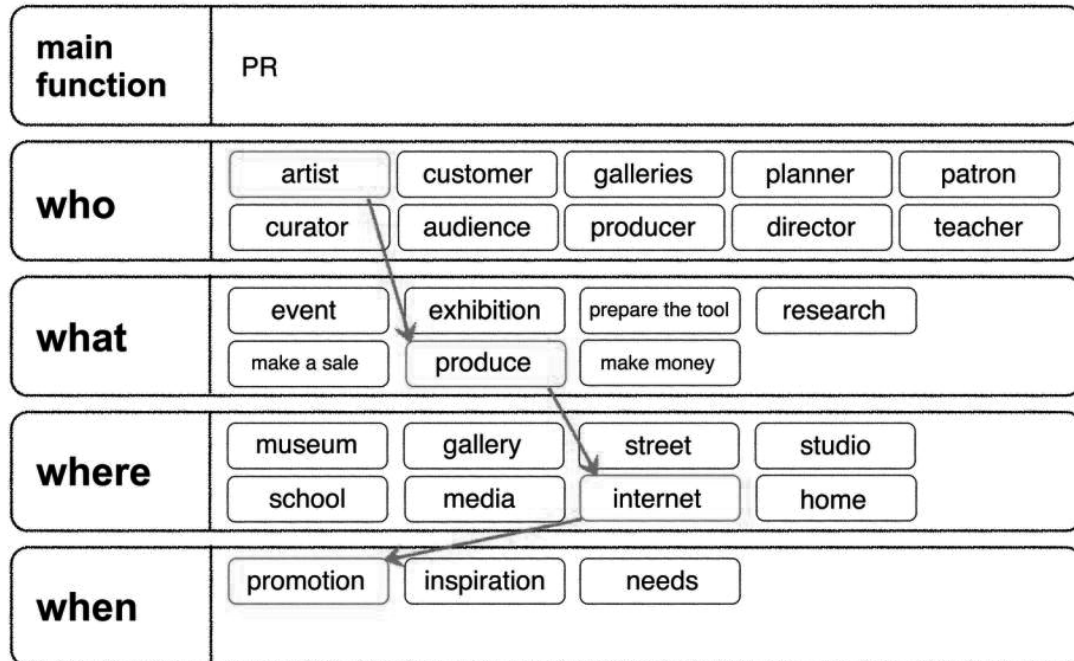 main
function
PR
who
artist customer galleries planner patron
curator audience producer director teacher
what
event exhibition prepare the tool research
make a sale produce make money
where
museum gallery street studio
school media internet home
when
promotion inspiration needs